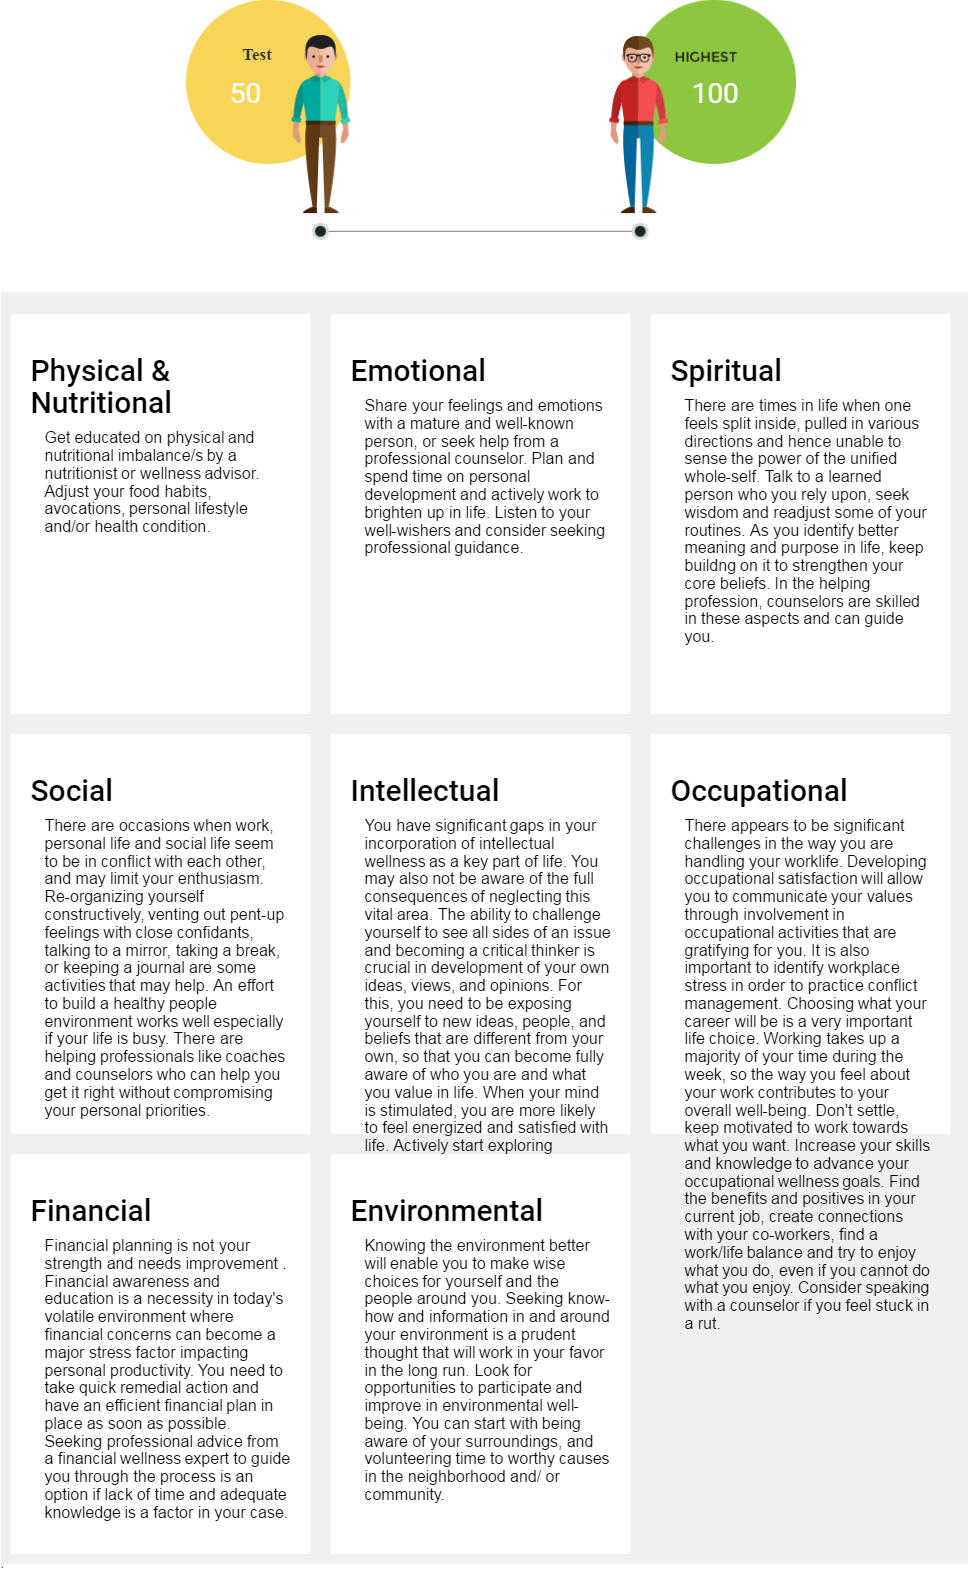 Test
50
HIGHEST
100
Physical &
Nutritional
Get educated on physical and
nutritional imbalance/s by a
nutritionist or wellness advisor.
Adjust your food habits,
avocations, personal lifestyle
and/or health condition.
Emotional
Share your feelings and emotions
with a mature and well-known
person, or seek help from a
professional counselor. Plan and
spend time on personal
development and actively work to
brighten up in life. Listen to your
well-wishers and consider seeking
professional guidance.
Spiritual
There are times in life when one
feels split inside, pulled in various
directions and hence unable to
sense the power of the unified
whole-self. Talk to a learned
person who you rely upon, seek
wisdom and readjust some of your
routines. As you identify better
meaning and purpose in life, keep
buildng on it to strengthen your
core beliefs. In the helping
profession, counselors are skilled
in these aspects and can guide
you.
Social
There are occasions when work,
personal life and social life seem
to be in conflict with each other,
and may limit your enthusiasm.
Re-organizing yourself
constructively, venting out pent-up
feelings with close confidants,
talking to a mirror, taking a break,
or keeping a journal are some
activities that may help. An effort
to build a healthy people
environment works well especially
if your life is busy. There are
helping professionals like coaches
and counselors who can help you
get it right without compromising
your personal priorities.
Intellectual
You have significant gaps in your
incorporation of intellectual
wellness as a key part of life. You
may also not be aware of the full
consequences of neglecting this
vital area. The ability to challenge
yourself to see all sides of an issue
and becoming a critical thinker is
crucial in development of your own
ideas, views, and opinions. For
this, you need to be exposing
yourself to new ideas, people, and
beliefs that are different from your
own, so that you can become fully
aware of who you are and what
you value in life. When your mind
is stimulated, you are more likely
to feel energized and satisfied with
life. Actively start exploring
Occupational
There appears to be significant
challenges in the way you are
handling your worklife. Developing
occupational satisfaction will allow
you to communicate your values
through involvement in
occupational activities that are
gratifying for you. It is also
important to identify workplace
stress in order to practice conflict
management. Choosing what your
career will be is a very important
life choice. Working takes up a
majority of your time during the
week, so the way you feel about
your work contributes to your
overall well-being. Don't settle,
keep motivated to work towards
what you want. Increase your skills
and knowledge to advance your
occupational wellness goals. Find
the benefits and positives in your
current job, create connections
with your co-workers, find a
work/life balance and try to enjoy
what you do, even if you cannot do
what you enjoy. Consider speaking
with a counselor if you feel stuck in
a rut.
Financial
Financial planning is not your
strength and needs improvement .
Financial awareness and
education is a necessity in today's
volatile environment where
financial concerns can become a
major stress factor impacting
personal productivity. You need to
take quick remedial action and
have an efficient financial plan in
place as soon as possible.
Seeking professional advice from
a financial wellness expert to guide
you through the process is an
option if lack of time and adequate
knowledge is a factor in your case.
Environmental
Knowing the environment better
will enable you to make wise
choices for yourself and the
people around you. Seeking know-
how and information in and around
your environment is a prudent
thought that will work in your favor
in the long run. Look for
opportunities to participate and
improve in environmental well-
being. You can start with being
aware of your surroundings, and
volunteering time to worthy causes
in the neighborhood and/ or
community.
.